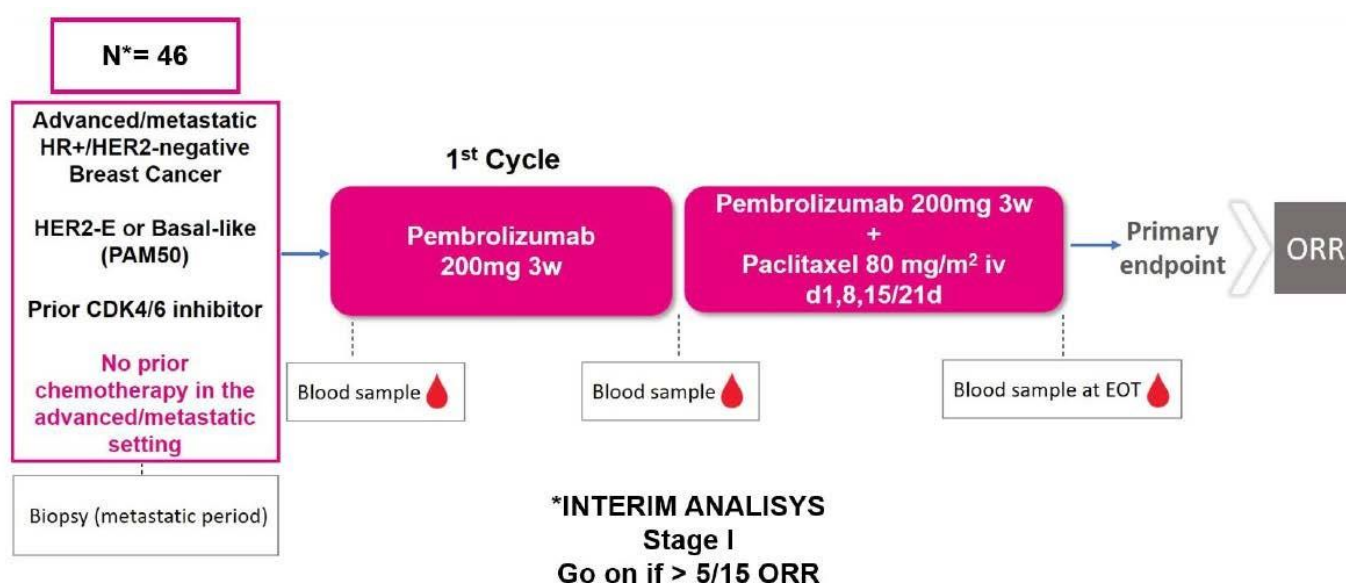 N*= 46
Advanced/metastatic
HR+/HER2-negative
Breast Cancer
HER2-E or Basal-like
(PAM50)
Prior CDK4/6 inhibitor
No prior
chemotherapy in the
advanced/metastatic
setting
Biopsy (metastatic period)
1st Cycle
Pembrolizumab
200mg 3w
Pembrolizumab 200mg 3w
+
Paclitaxel 80 mg/m² iv
d1,8,15/21d
Primary
endpoint
ORR
Blood sample
Blood sample
Blood sample at EOT
*INTERIM ANALISYS
Stage I
Go on if > 5/15 ORR